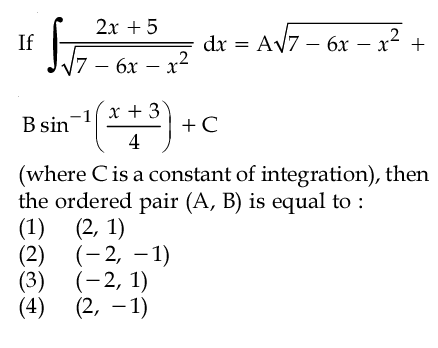 If ∫ (2x + 5)/√(7 − 6x − x²) dx = A√(7 − 6x − x²) +
B sin⁻¹((x + 3)/4) + C
(where C is a constant of integration), then
the ordered pair (A, B) is equal to :
(1) (2, 1)
(2) (−2, −1)
(3) (−2, 1)
(4) (2, −1)